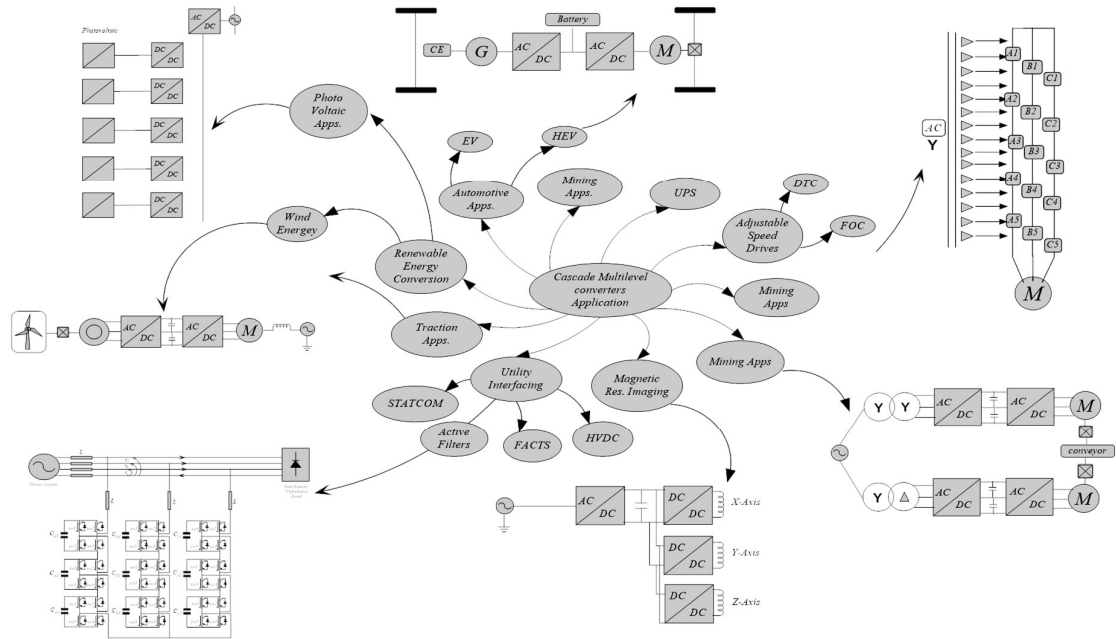 Photovoltaic
AC
DC
DC
DC
DC
DC
DC
DC
DC
DC
DC
DC
Battery
CE
G
AC
DC
AC
DC
M
AC
Y
A1
B1
C1
A2
B2
C2
A3
B3
C3
A4
B4
C4
A5
B5
C5
M
Photo
Voltaic
Apps.
EV
HEV
Automotive
Apps.
Mining
Apps.
UPS
DTC
Adjustable
Speed
Drives
FOC
Wind
Energey
Renewable
Energy
Conversion
Cascade Multilevel
converters
Application
Mining
Apps
Traction
Apps.
Mining Apps
Utility
Interfacing
Magnetic
Res. Imaging
STATCOM
Active
Filters
FACTS
HVDC
AC
DC
AC
DC
M
Y
Y
AC
DC
AC
DC
M
conveyor
Y
Δ
AC
DC
AC
DC
M
L
L
L
L
AC
DC
DC
DC
X-Axis
DC
DC
Y-Axis
DC
DC
Z-Axis